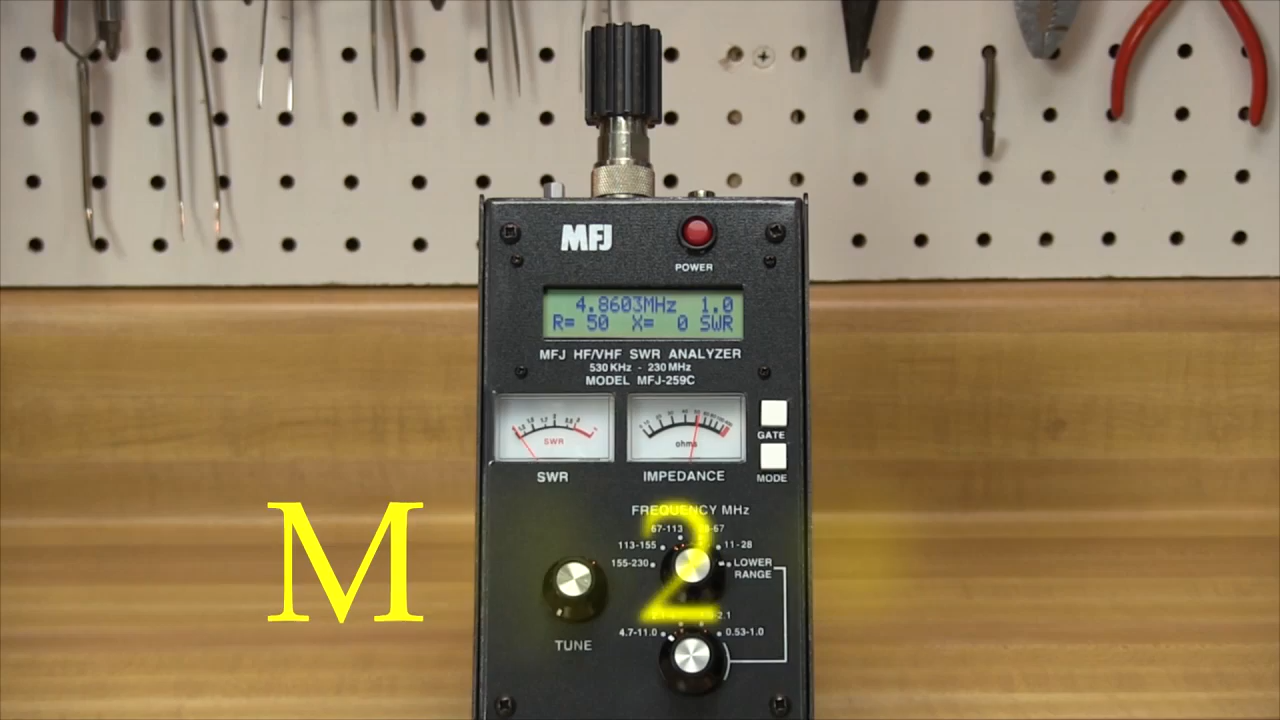 MFJ
POWER
4.8603MHz 1.0
R= 50 X= 0 SWR
MFJ HF/VHF SWR ANALYZER
530 KHz - 230 MHz
MODEL MFJ-259C
SWR
ohms
GATE
MODE
SWR
IMPEDANCE
FREQUENCY MHz
67-113
113-155
11-28
155-230
LOWER
RANGE
4.7-11.0
0.53-1.0
TUNE
M 2